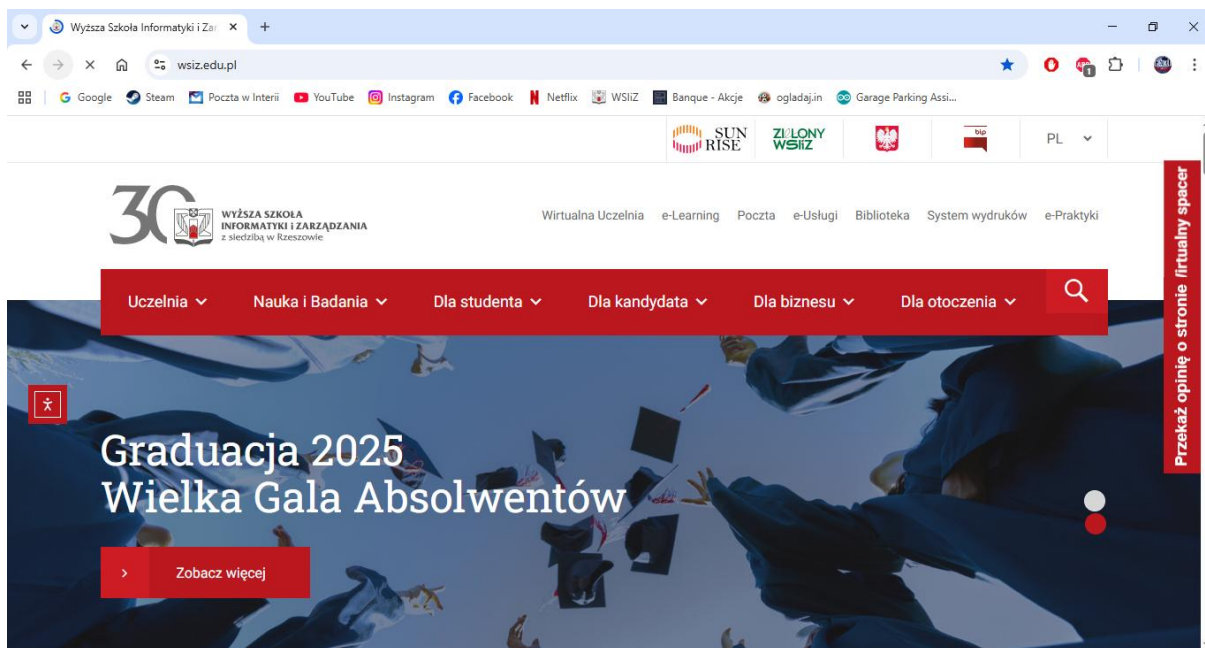 Wyższa Szkoła Informatyki i Zar
wsiz.edu.pl
1
Google Steam Poczta w Interii YouTube Instagram Facebook Netflix WSIiZ Banque - Akcje ogladaj.in Garage Parking Assi...
SUN RISE
ZIELONY WSIiZ
bip
PL
30
WYŻSZA SZKOŁA
INFORMATYKI i ZARZĄDZANIA
z siedzibą w Rzeszowie
Wirtualna Uczelnia e-Learning Poczta e-Usługi Biblioteka System wydruków e-Praktyki
Uczelnia Nauka i Badania Dla studenta Dla kandydata Dla biznesu Dla otoczenia
Graduacja 2025
Wielka Gala Absolwentów
Zobacz więcej
Przekaż opinię o stronie
irtualny spacer